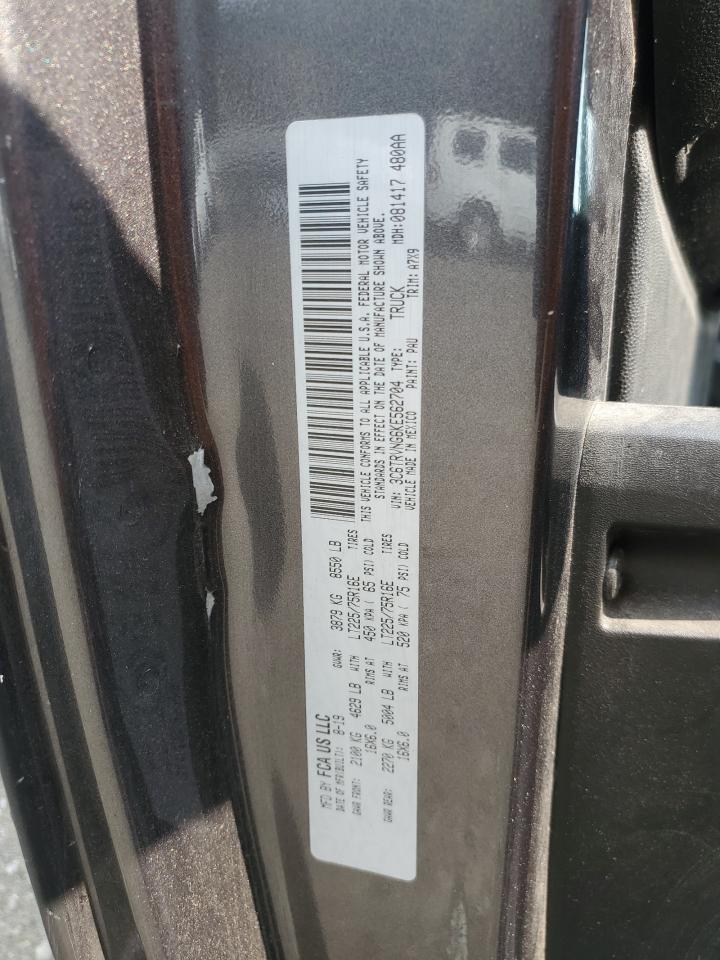 MFD BY FCA US LLC
DATE OF MFR(BUILT): 8-19 GVWR: 3879 KG 8550 LB
GAWR FRONT: 2100 KG 4629 LB WITH LT225/75R16E TIRES
16X6.0 RIMS AT 450 KPA ( 65 PSI) COLD
GAWR REAR: 2270 KG 5004 LB WITH LT225/75R16E TIRES
16X6.0 RIMS AT 520 KPA ( 75 PSI) COLD
THIS VEHICLE CONFORMS TO ALL APPLICABLE U.S.A. FEDERAL MOTOR VEHICLE SAFETY
STANDARDS IN EFFECT ON THE DATE OF MANUFACTURE SHOWN ABOVE.
VIN: 3C6TRVNG6KE562704 TYPE: TRUCK MDH: 081417 480AA
VEHICLE MADE IN MEXICO PAINT: PAU TRIM: A7X9